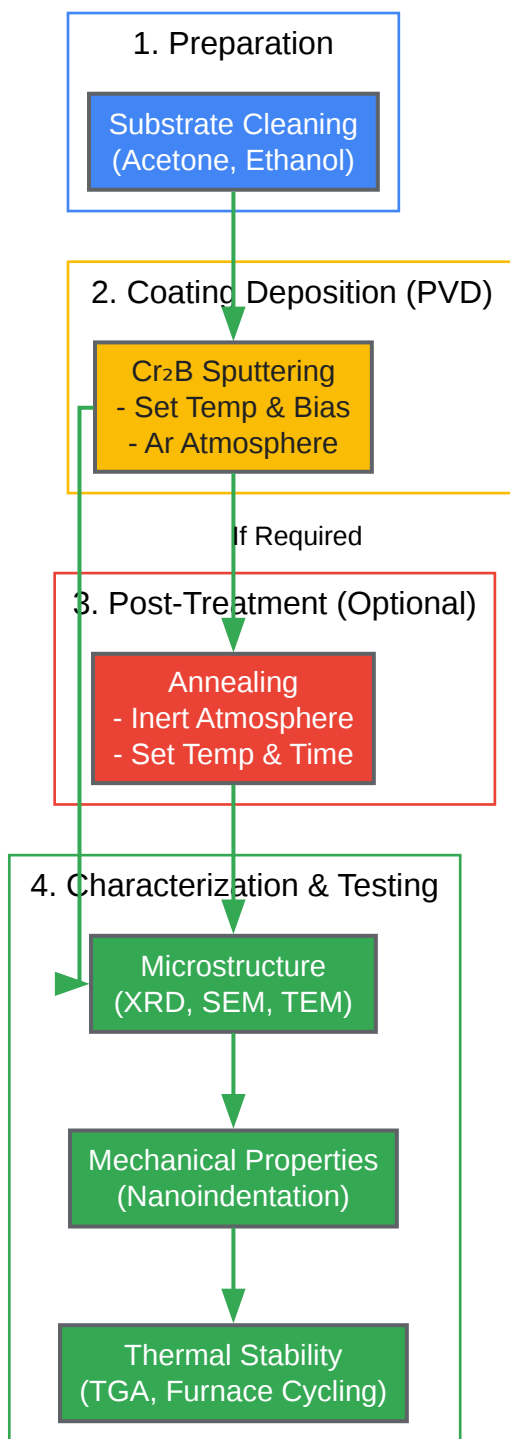 1. Preparation
Substrate Cleaning
(Acetone, Ethanol)
2. Coating Deposition (PVD)
Cr₂B Sputtering
- Set Temp & Bias
- Ar Atmosphere
If Required
3. Post-Treatment (Optional)
Annealing
- Inert Atmosphere
- Set Temp & Time
4. Characterization & Testing
Microstructure
(XRD, SEM, TEM)
Mechanical Properties
(Nanoindentation)
Thermal Stability
(TGA, Furnace Cycling)